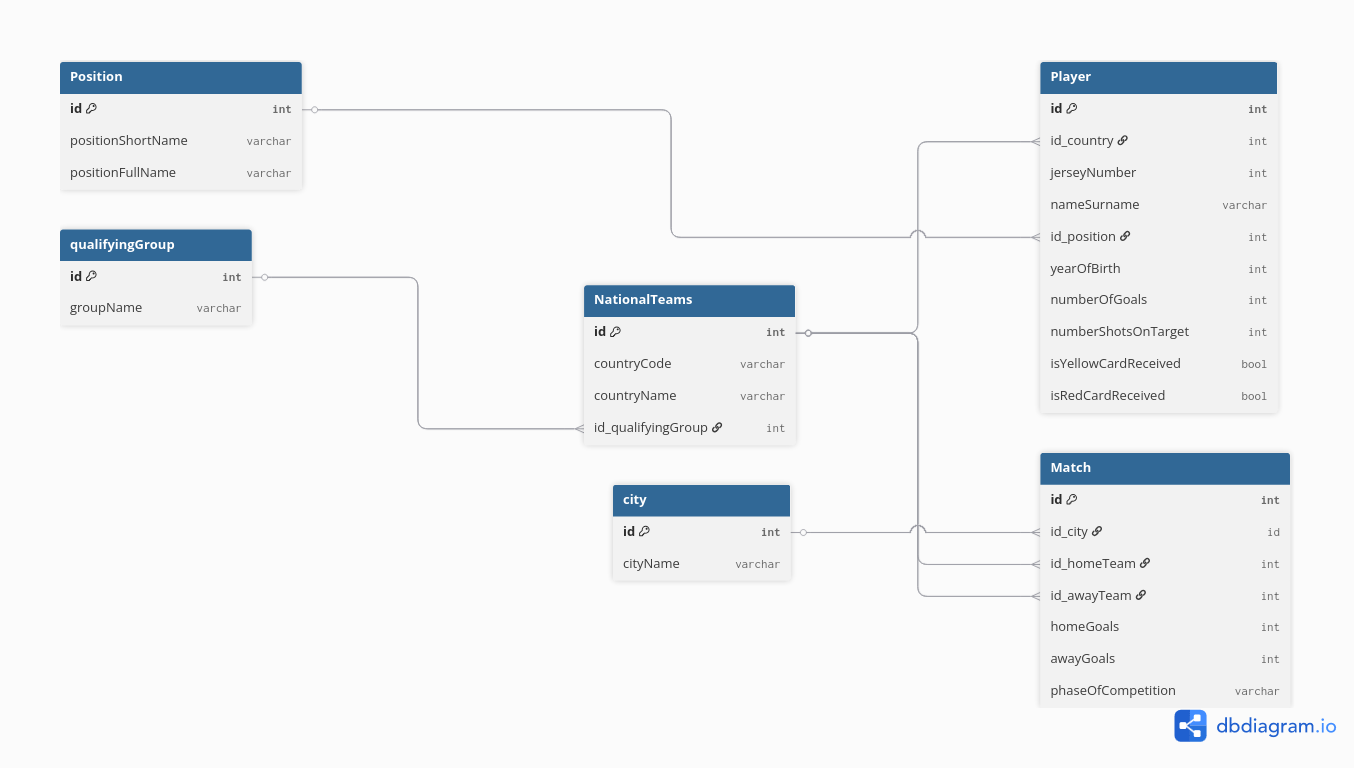 Position
id int
positionShortName varchar
positionFullName varchar
qualifyingGroup
id int
groupName varchar
NationalTeams
id int
countryCode varchar
countryName varchar
id_qualifyingGroup int
city
id int
cityName varchar
Player
id int
id_country int
jerseyNumber int
nameSurname varchar
id_position int
yearOfBirth int
numberOfGoals int
numberShotsOnTarget int
isYellowCardReceived bool
isRedCardReceived bool
Match
id int
id_city id
id_homeTeam int
id_awayTeam int
homeGoals int
awayGoals int
phaseOfCompetition varchar
dbdiagram.io